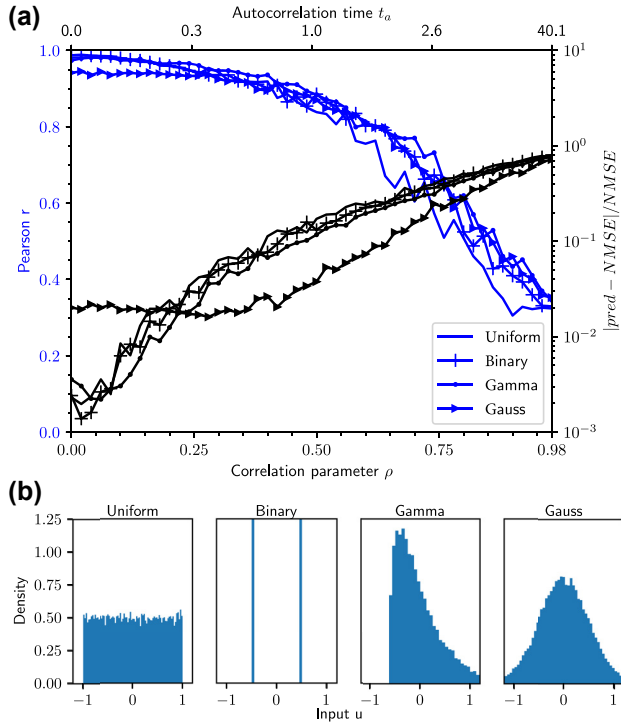 (a)
Autocorrelation time t_a
0.0 0.3 1.0 2.6 40.1
1.0
0.8
0.6
0.4
0.2
0.0
Pearson r
10^1
10^0
10^{-1}
10^{-2}
10^{-3}
|pred − NMSE|/NMSE
Uniform
Binary
Gamma
Gauss
0.00 0.25 0.50 0.75 0.98
Correlation parameter ρ
(b)
Uniform Binary Gamma Gauss
1.25
1.00
0.75
0.50
0.25
0.00
Density
−1 0 1 −1 0 1 −1 0 1 −1 0 1
Input u